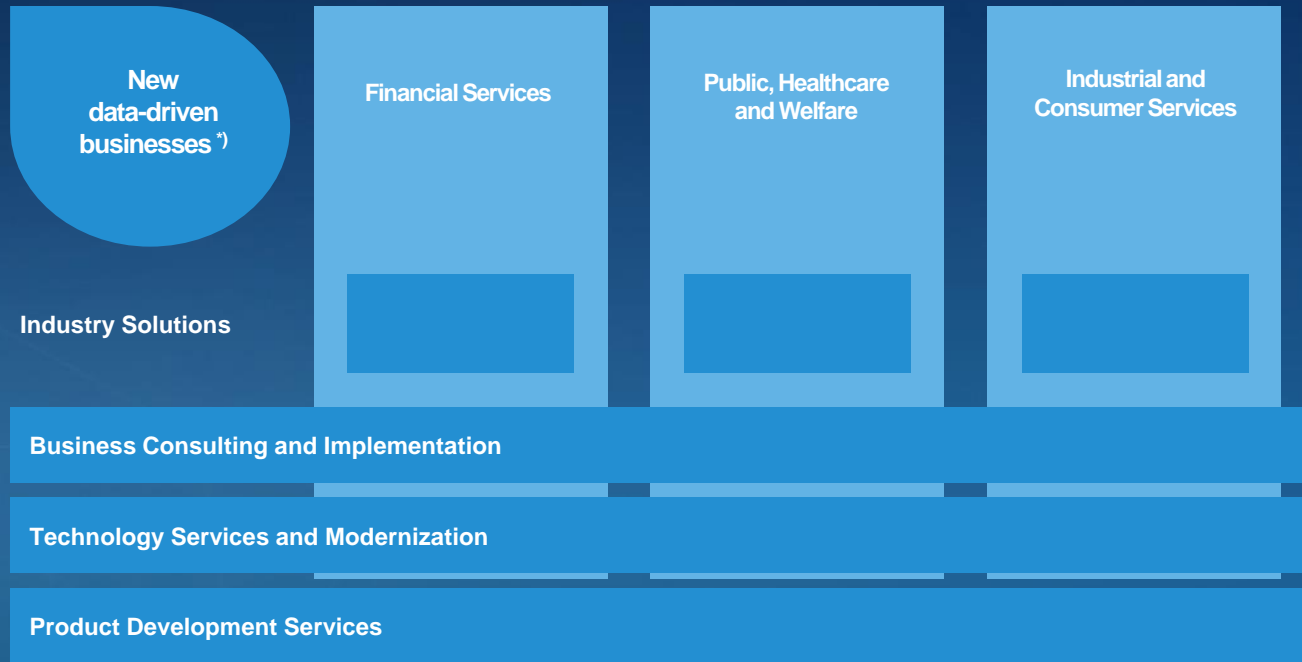 New
data-driven
businesses *)
Financial Services
Public, Healthcare
and Welfare
Industrial and
Consumer Services
Industry Solutions
Business Consulting and Implementation
Technology Services and Modernization
Product Development Services